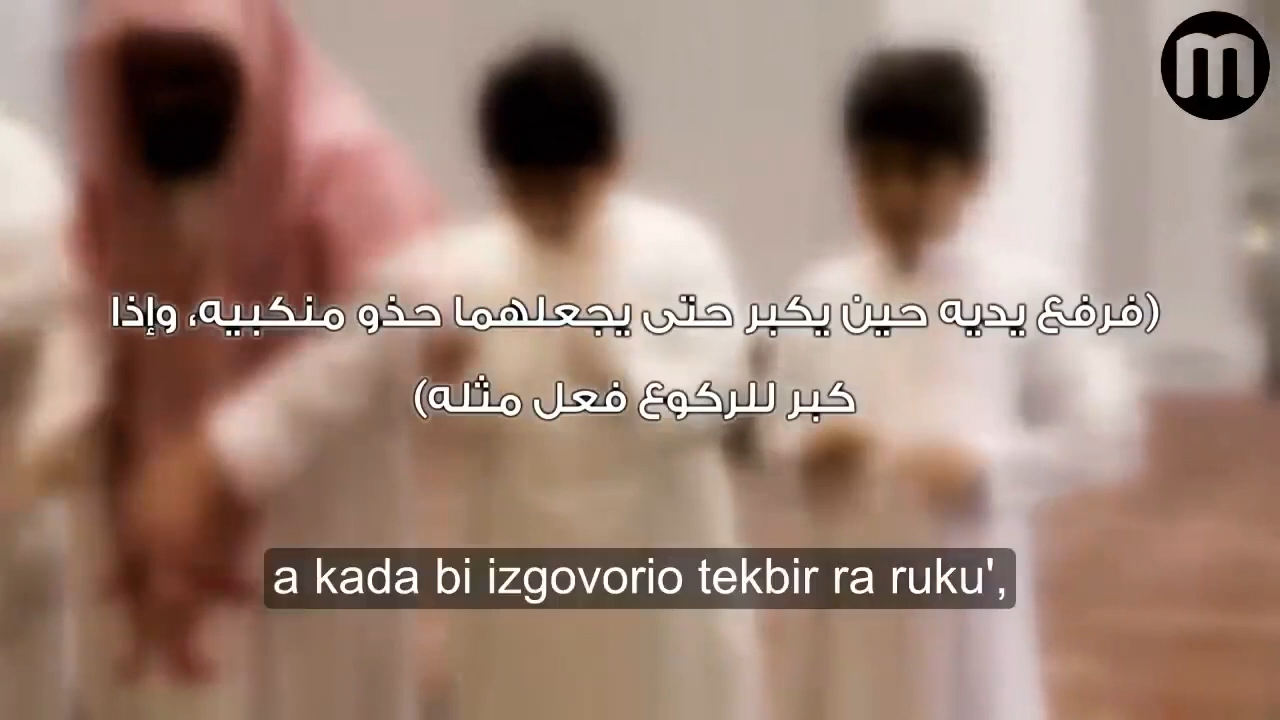 m
(فرفع يديه حين يكبر حتى يجعلهما حذو منكبيه، وإذا
كبر للركوع فعل مثله)
a kada bi izgovorio tekbir ra ruku',